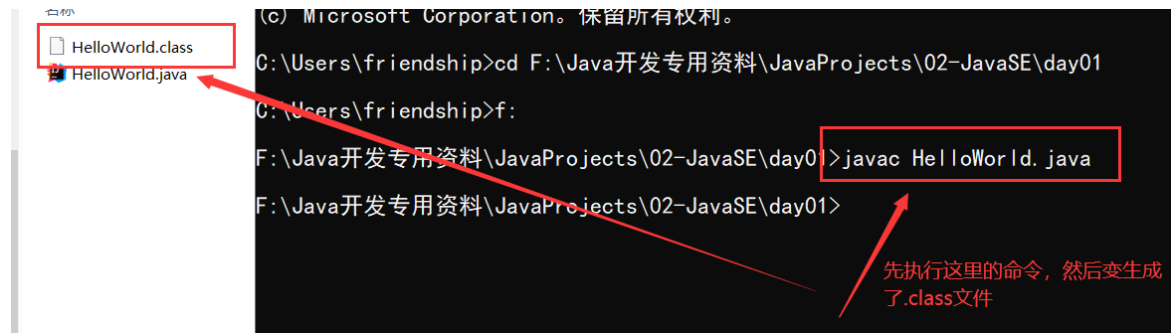 名称
HelloWorld.class
HelloWorld.java
(c) Microsoft Corporation。保留所有权利。
C:\Users\friendship>cd F:\Java开发专用资料\JavaProjects\02-JavaSE\day01
C:\Users\friendship>f:
F:\Java开发专用资料\JavaProjects\02-JavaSE\day01>javac HelloWorld.java
F:\Java开发专用资料\JavaProjects\02-JavaSE\day01>
先执行这里的命令，然后变生成
了.class文件